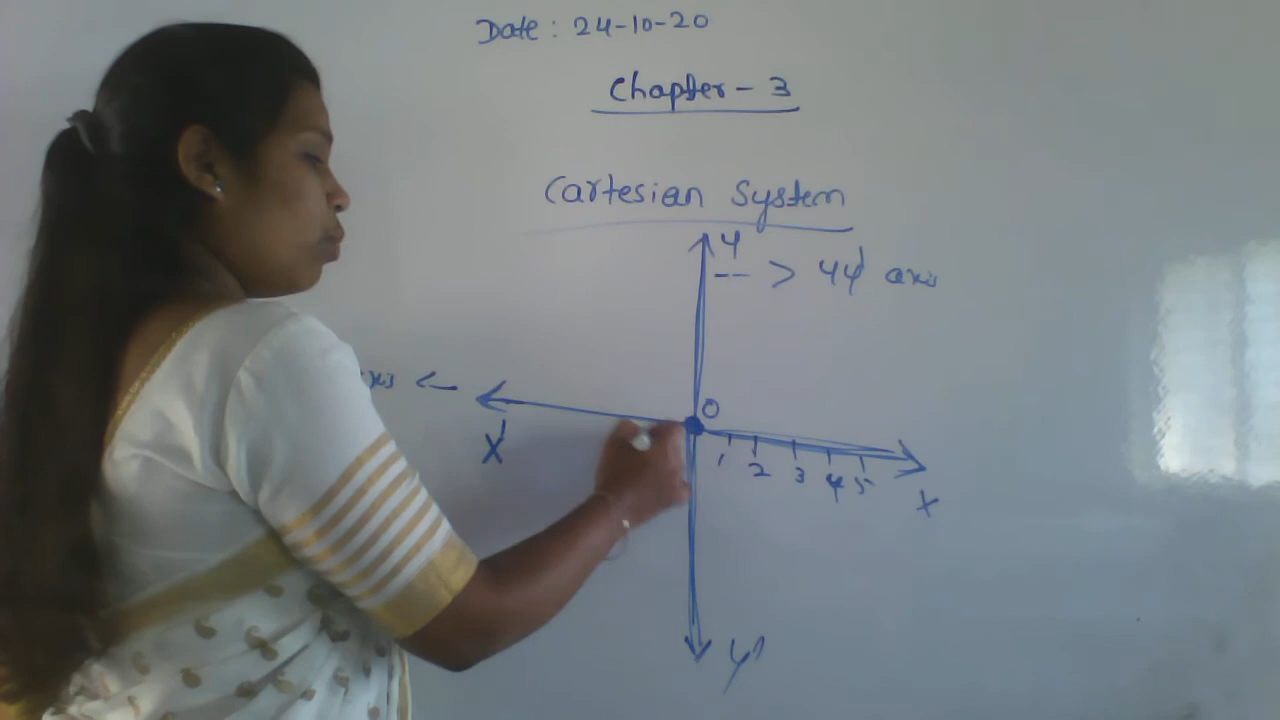 Date : 24-10-20
Chapter - 3
Cartesian System
Y
--> YY' axis
<-
X'
O
1 2 3 4 5
X
Y'